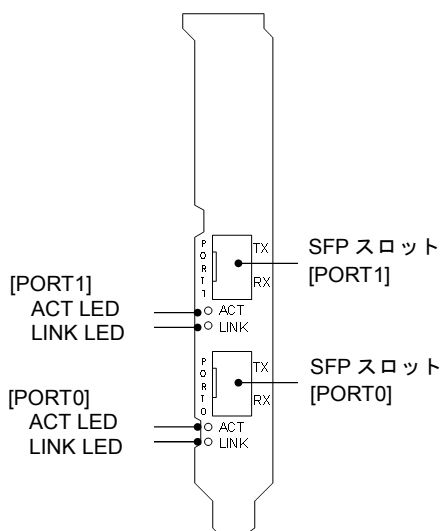 PORT1
TX
SFP スロット
RX
[PORT1]
[PORT1]
ACT LED
ACT
LINK LED
LINK
PORT0
TX
SFP スロット
RX
[PORT0]
[PORT0]
ACT LED
ACT
LINK LED
LINK